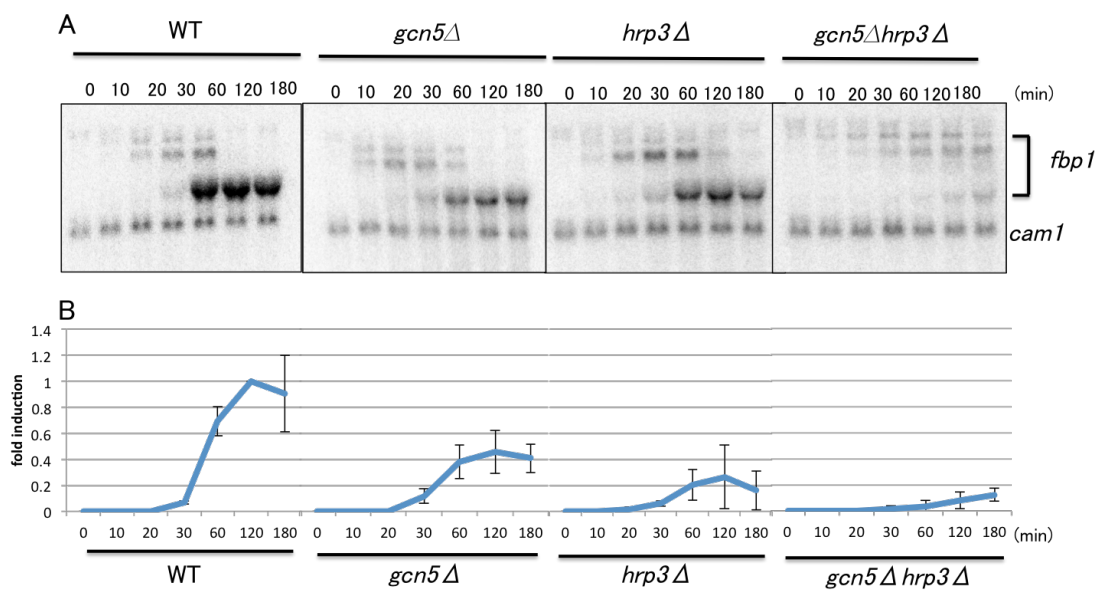 A
WT gcn5Δ hrp3Δ gcn5Δhrp3Δ
0 10 20 30 60 120 180 0 10 20 30 60 120 180 0 10 20 30 60 120 180 0 10 20 30 60 120 180 (min)
fbp1
cam1
B
fold induction
1.4
1.2
1
0.8
0.6
0.4
0.2
0
0 10 20 30 60 120 180 0 10 20 30 60 120 180 0 10 20 30 60 120 180 0 10 20 30 60 120 180 (min)
WT gcn5Δ hrp3Δ gcn5Δhrp3Δ